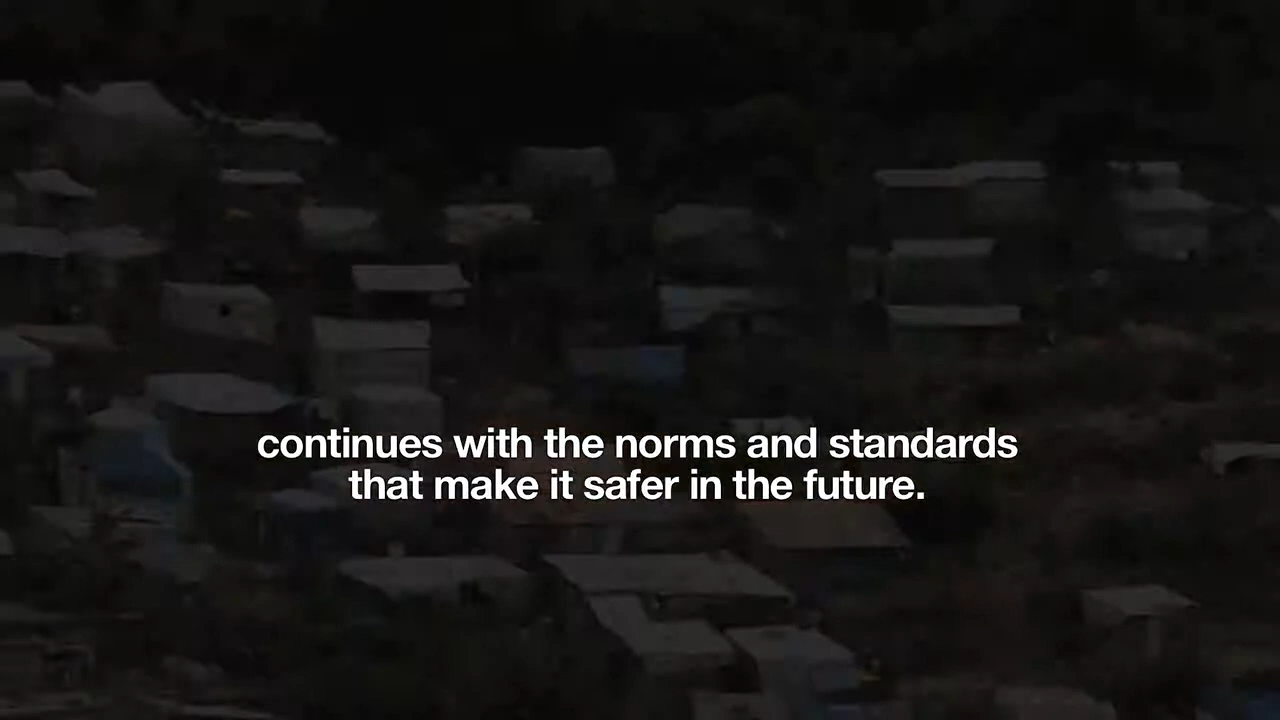 continues with the norms and standards
that make it safer in the future.